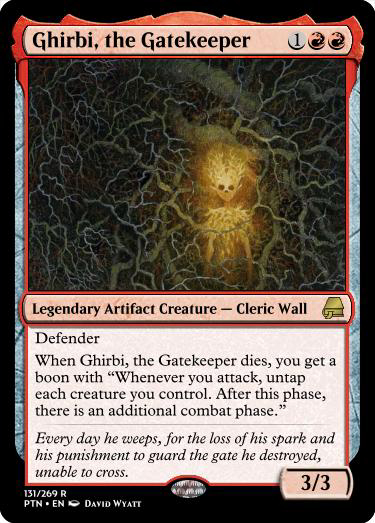 Ghirbi, the Gatekeeper 1
Legendary Artifact Creature — Cleric Wall
Defender
When Ghirbi, the Gatekeeper dies, you get a
boon with “Whenever you attack, untap
each creature you control. After this phase,
there is an additional combat phase.”
Every day he weeps, for the loss of his spark and
his punishment to guard the gate he destroyed,
unable to cross.
3/3
131/269 R
PTN • EN DAVID WYATT